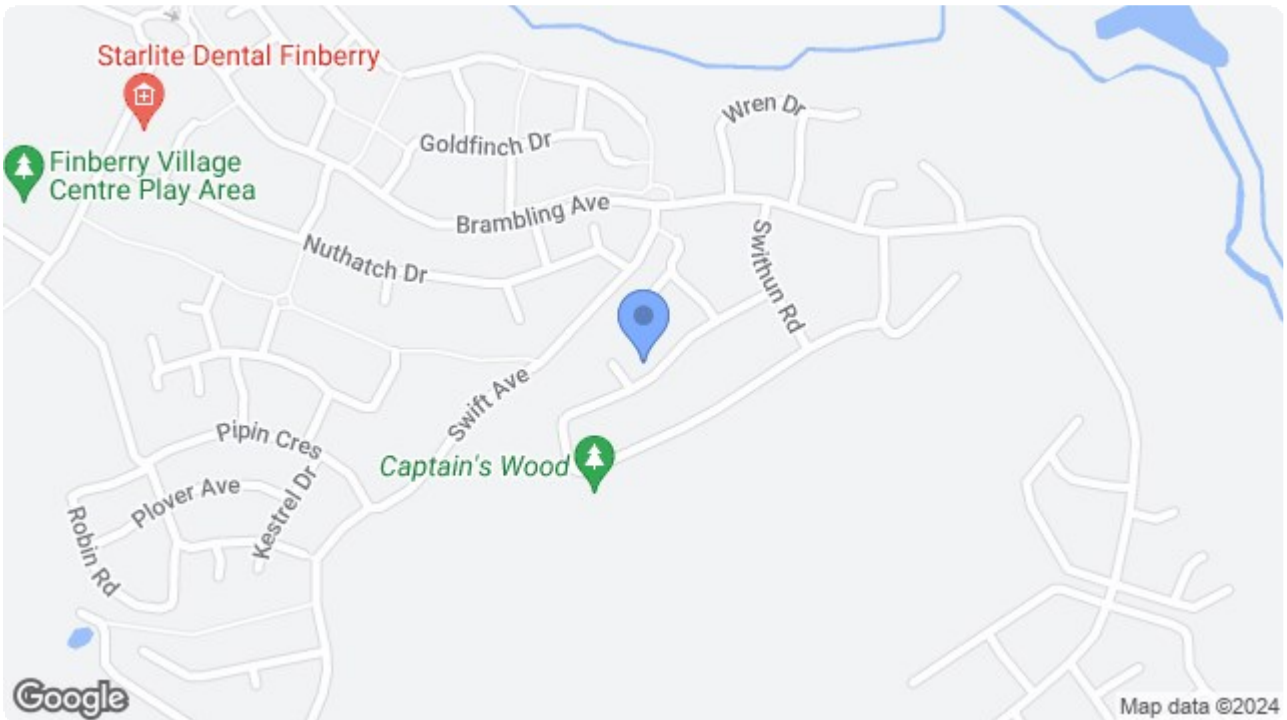 Starlite Dental Finberry
Wren Dr
Goldfinch Dr
Finberry Village
Centre Play Area
Brambling Ave
Nuthatch Dr
Swithun Rd
Swift Ave
Pipin Cres
Captain's Wood
Plover Ave
Kestrel Dr
Robin Rd
Google
Map data ©2024